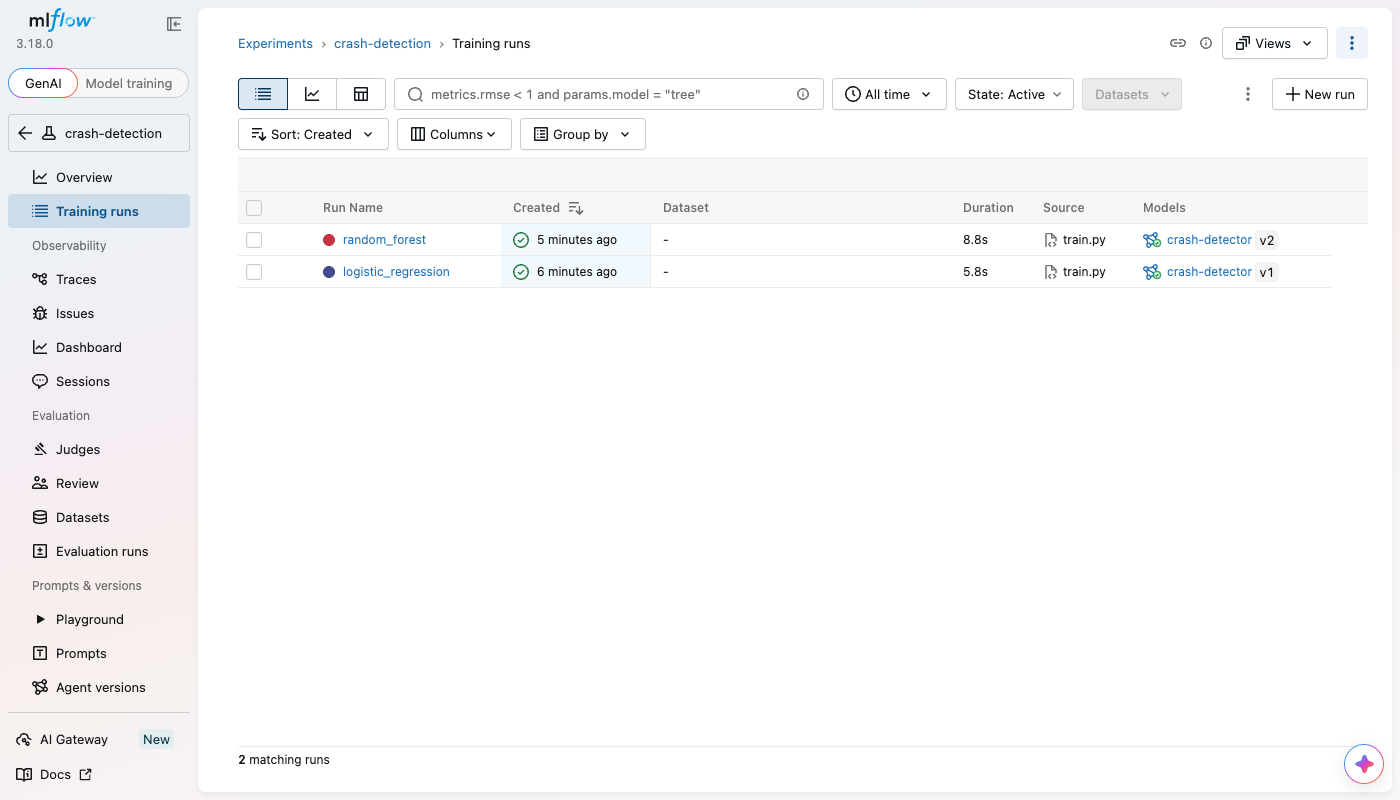 mlflow
3.18.0
GenAI
Model training
crash-detection
Overview
Training runs
Observability
Traces
Issues
Dashboard
Sessions
Evaluation
Judges
Review
Datasets
Evaluation runs
Prompts & versions
Playground
Prompts
Agent versions
AI Gateway New
Docs
Experiments › crash-detection › Training runs
Views
metrics.rmse < 1 and params.model = "tree"
All time
State: Active
Datasets
New run
Sort: Created
Columns
Group by
Run Name Created Dataset Duration Source Models
random_forest 5 minutes ago - 8.8s train.py crash-detector v2
logistic_regression 6 minutes ago - 5.8s train.py crash-detector v1
2 matching runs